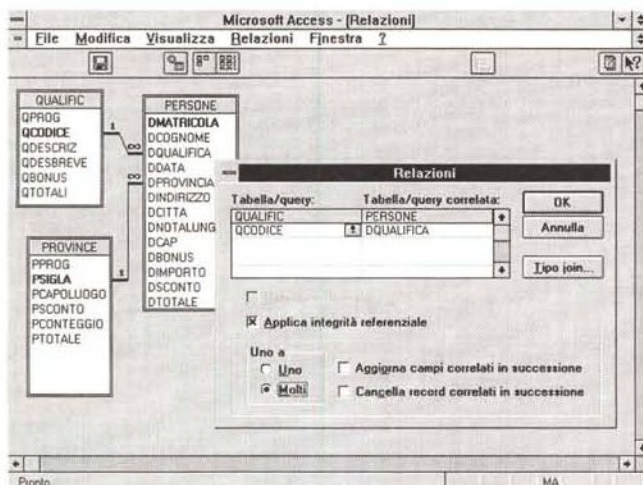 Microsoft Access - [Relazioni]
File Modifica Visualizza Relazioni Finestra ?
QUALIFIC
QPROG
QCODICE
QDESCRIZ
QDESBREVE
QBONUS
QTOTALI
1
∞
PERSONE
DMATRICOLA
DCOGNOME
DQUALIFICA
DDATA
DPROVINCIA
DINDIRIZZO
DCITTA
DNOTALUNG
DCAP
DBONUS
DIMPORTO
DSCONTO
DTOTALE
∞
1
PROVINCE
PPROG
PSIGLA
PCAPOLUOGO
PSCONTO
PCONTEGGIO
PTOTALE
Relazioni
Tabella/query: Tabella/query correlata:
QUALIFIC PERSONE
QCODICE DQUALIFICA
OK
Annulla
Tipo join...
Applica integrità referenziale
Uno a
Uno
Molti
Aggiorna campi correlati in successione
Cancella record correlati in successione
Pronto MA